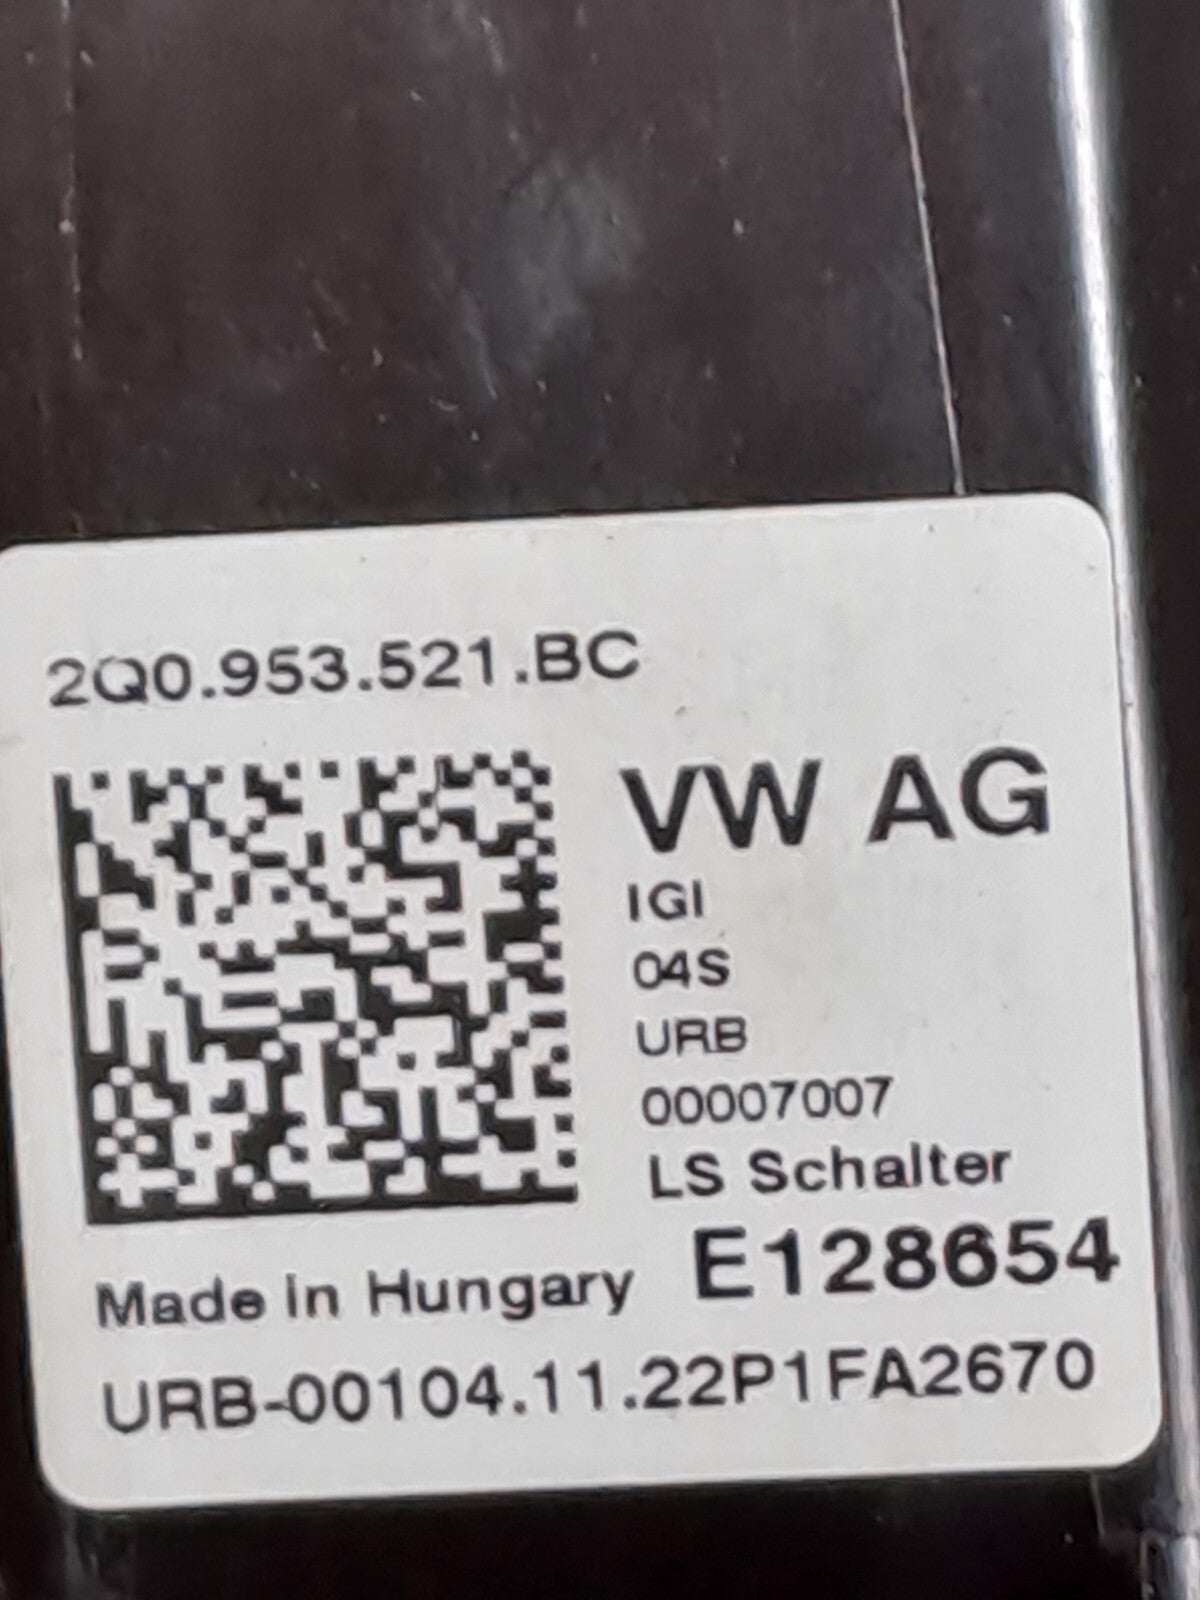 2Q0.953.521.BC
VW AG
IGI
04S
URB
00007007
LS Schalter
E128654
Made in Hungary
URB-00104.11.22P1FA2670